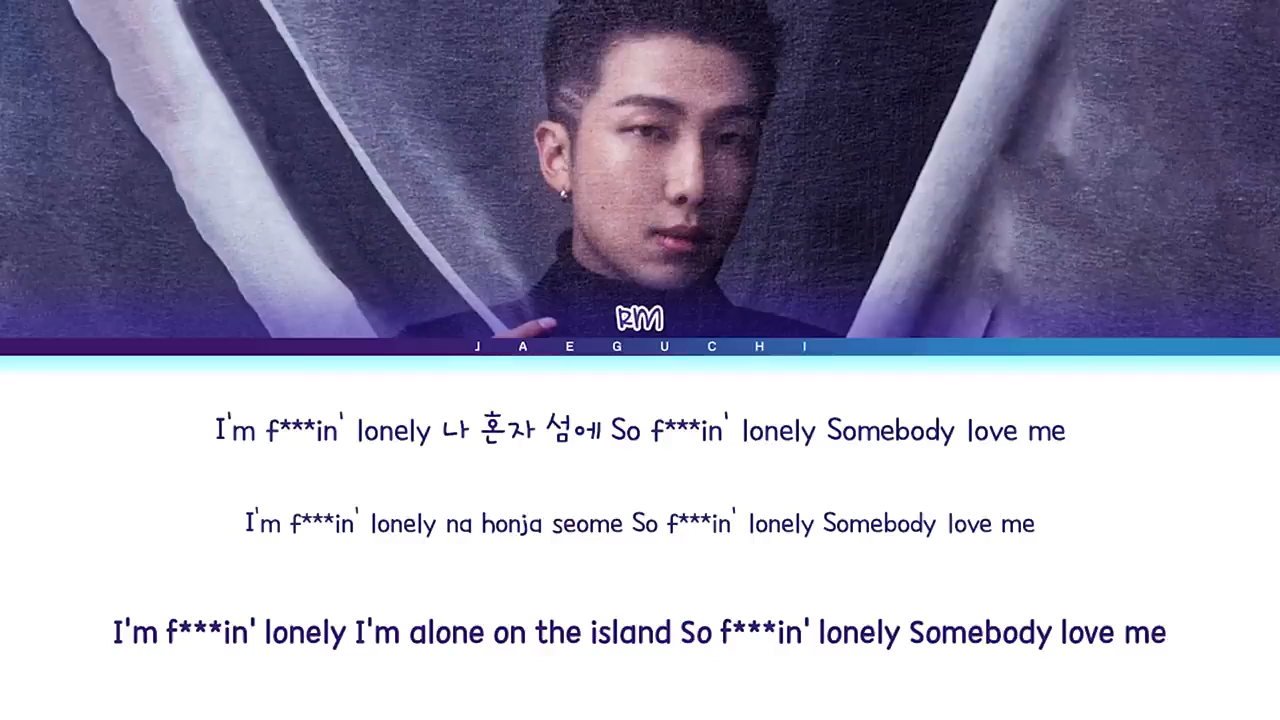 RM
JAEGUCHI
I'm f***in' lonely 나 혼자 섬에 So f***in' lonely Somebody love me
I'm f***in' lonely na honja seome So f***in' lonely Somebody love me
I'm f***in' lonely I'm alone on the island So f***in' lonely Somebody love me